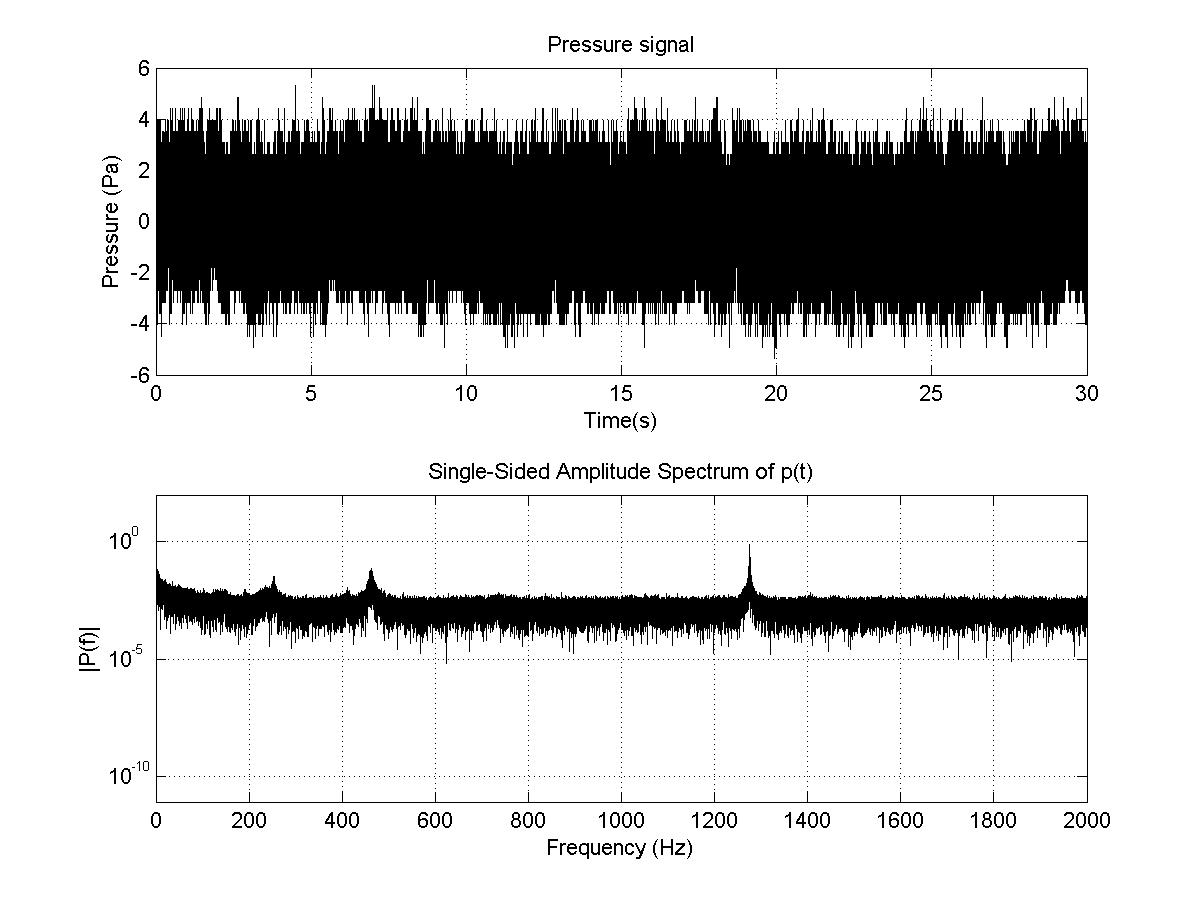 Pressure signal
6
4
2
0
-2
-4
-6
Pressure (Pa)
0 5 10 15 20 25 30
Time(s)
Single-Sided Amplitude Spectrum of p(t)
10^0
10^-5
10^-10
|P(f)|
0 200 400 600 800 1000 1200 1400 1600 1800 2000
Frequency (Hz)